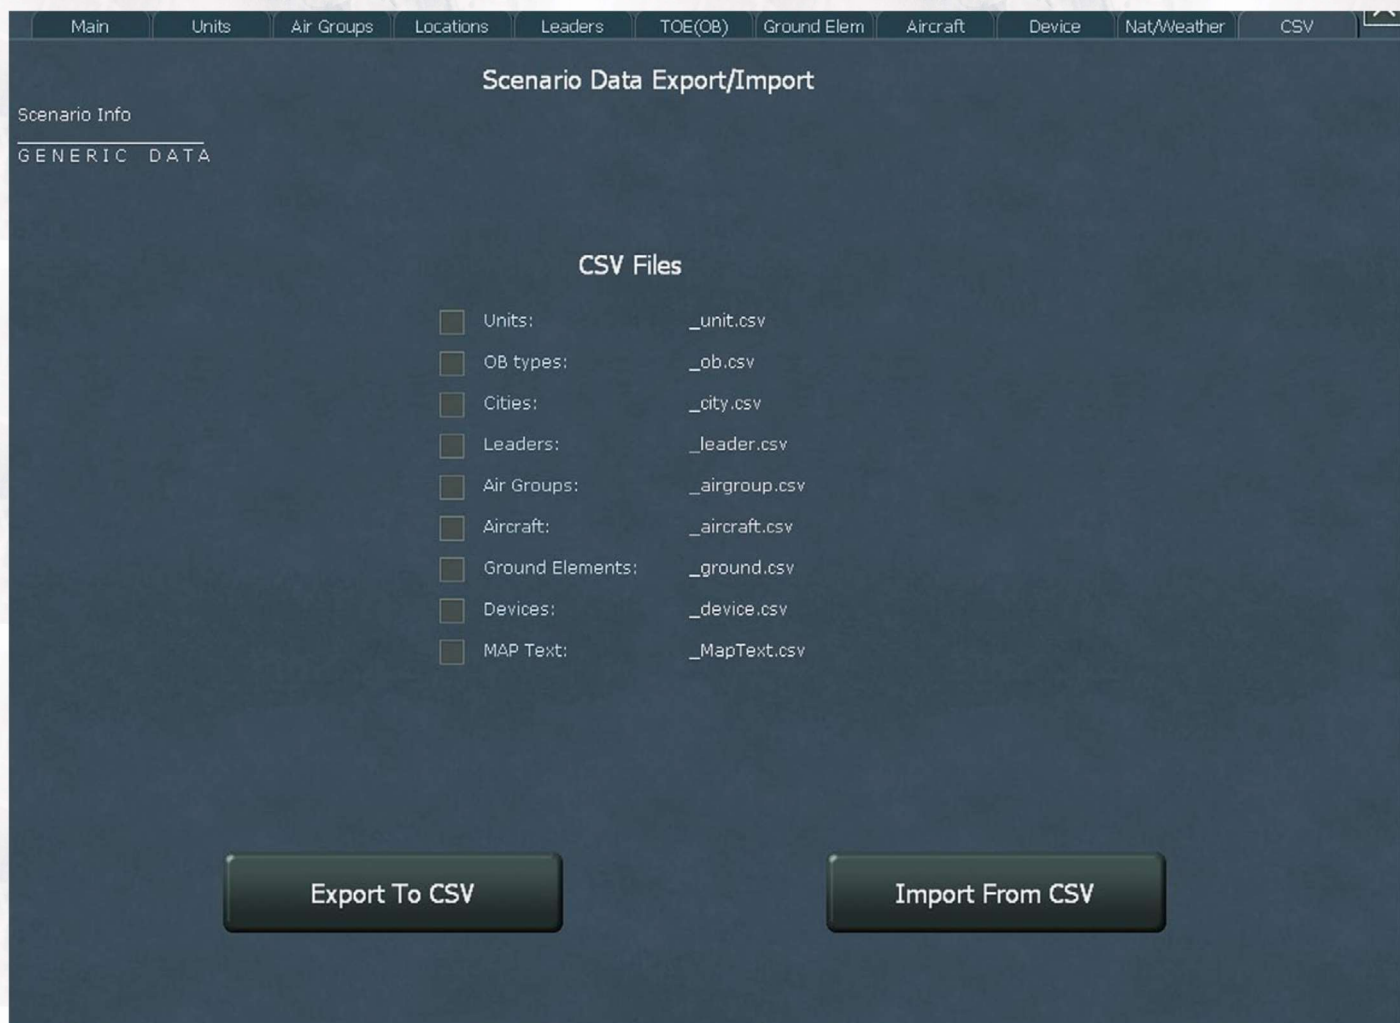 Main Units Air Groups Locations Leaders TOE(OB) Ground Elem Aircraft Device Nat/Weather CSV
Scenario Data Export/Import
Scenario Info
GENERIC DATA
CSV Files
Units: _unit.csv
OB types: _ob.csv
Cities: _city.csv
Leaders: _leader.csv
Air Groups: _airgroup.csv
Aircraft: _aircraft.csv
Ground Elements: _ground.csv
Devices: _device.csv
MAP Text: _MapText.csv
Export To CSV Import From CSV